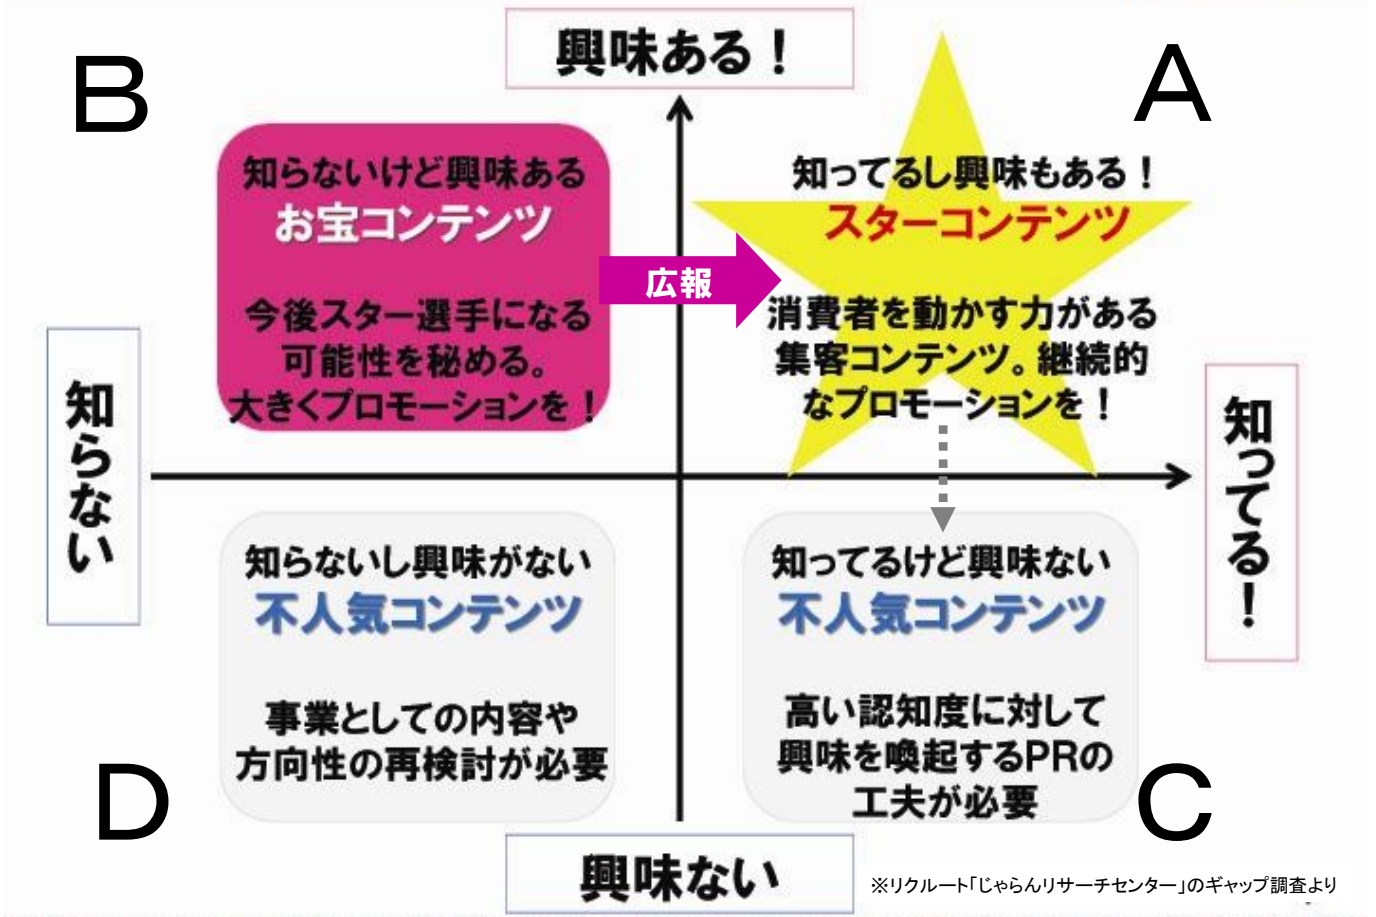 興味ある！
B
A
知らないけど興味ある
お宝コンテンツ
今後スター選手になる
可能性を秘める。
大きくプロモーションを！
広報
知ってるし興味もある！
スターコンテンツ
消費者を動かす力がある
集客コンテンツ。継続的
なプロモーションを！
知らない
知ってる！
知らないし興味がない
不人気コンテンツ
事業としての内容や
方向性の再検討が必要
知ってるけど興味ない
不人気コンテンツ
高い認知度に対して
興味を喚起するPRの
工夫が必要
D
C
興味ない
※リクルート「じゃらんリサーチセンター」のギャップ調査より